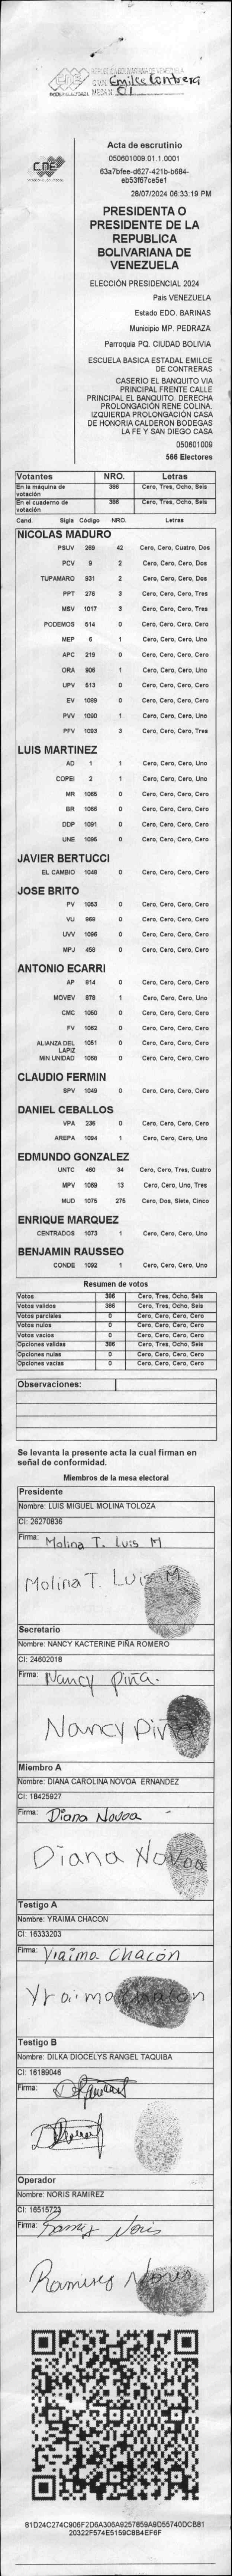 REPUBLICA BOLIVARIANA DE VENEZUELA
Emilce Contreras
MESA Nº 01
CNE
Acta de escrutinio
050601009.01.1.0001
63a7bfee-d627-421b-b684-
eb53f67ce5e1
28/07/2024 06:33:19 PM
PRESIDENTA O
PRESIDENTE DE LA
REPUBLICA
BOLIVARIANA DE
VENEZUELA
ELECCIÓN PRESIDENCIAL 2024
Pais VENEZUELA
Estado EDO. BARINAS
Municipio MP. PEDRAZA
Parroquia PQ. CIUDAD BOLIVIA
ESCUELA BASICA ESTADAL EMILCE
DE CONTRERAS
CASERIO EL BANQUITO VIA
PRINCIPAL FRENTE CALLE
PRINCIPAL EL BANQUITO. DERECHA
PROLONGACIÓN RENE COLINA.
IZQUIERDA PROLONGACIÓN CASA
DE HONORIA CALDERON BODEGAS
LA FE Y SAN DIEGO CASA
050601009
566 Electores
Votantes NRO. Letras
En la máquina de votación 386 Cero, Tres, Ocho, Seis
En el cuaderno de votación 386 Cero, Tres, Ocho, Seis
Cand. Sigla Código NRO. Letras
NICOLAS MADURO
PSUV 269 42 Cero, Cero, Cuatro, Dos
PCV 9 2 Cero, Cero, Cero, Dos
TUPAMARO 931 2 Cero, Cero, Cero, Dos
PPT 276 3 Cero, Cero, Cero, Tres
MSV 1017 3 Cero, Cero, Cero, Tres
PODEMOS 514 0 Cero, Cero, Cero, Cero
MEP 6 1 Cero, Cero, Cero, Uno
APC 219 0 Cero, Cero, Cero, Cero
ORA 906 1 Cero, Cero, Cero, Uno
UPV 613 0 Cero, Cero, Cero, Cero
EV 1089 0 Cero, Cero, Cero, Cero
PVV 1090 1 Cero, Cero, Cero, Uno
PFV 1093 3 Cero, Cero, Cero, Tres
LUIS MARTINEZ
AD 1 1 Cero, Cero, Cero, Uno
COPEI 2 1 Cero, Cero, Cero, Uno
MR 1065 0 Cero, Cero, Cero, Cero
BR 1066 0 Cero, Cero, Cero, Cero
DDP 1091 0 Cero, Cero, Cero, Cero
UNE 1095 0 Cero, Cero, Cero, Cero
JAVIER BERTUCCI
EL CAMBIO 1048 0 Cero, Cero, Cero, Cero
JOSE BRITO
PV 1053 0 Cero, Cero, Cero, Cero
VU 968 0 Cero, Cero, Cero, Cero
UVV 1096 0 Cero, Cero, Cero, Cero
MPJ 458 0 Cero, Cero, Cero, Cero
ANTONIO ECARRI
AP 814 0 Cero, Cero, Cero, Cero
MOVEV 878 1 Cero, Cero, Cero, Uno
CMC 1050 0 Cero, Cero, Cero, Cero
FV 1062 0 Cero, Cero, Cero, Cero
ALIANZA DEL LAPIZ 1051 0 Cero, Cero, Cero, Cero
MIN UNIDAD 1068 0 Cero, Cero, Cero, Cero
CLAUDIO FERMIN
SPV 1049 0 Cero, Cero, Cero, Cero
DANIEL CEBALLOS
VPA 236 0 Cero, Cero, Cero, Cero
AREPA 1094 1 Cero, Cero, Cero, Uno
EDMUNDO GONZALEZ
UNTC 460 34 Cero, Cero, Tres, Cuatro
MPV 1069 13 Cero, Cero, Uno, Tres
MUD 1075 275 Cero, Dos, Siete, Cinco
ENRIQUE MARQUEZ
CENTRADOS 1073 1 Cero, Cero, Cero, Uno
BENJAMIN RAUSSEO
CONDE 1092 1 Cero, Cero, Cero, Uno
Resumen de votos
Votos 386 Cero, Tres, Ocho, Seis
Votos validos 386 Cero, Tres, Ocho, Seis
Votos parciales 0 Cero, Cero, Cero, Cero
Votos nulos 0 Cero, Cero, Cero, Cero
Votos vacios 0 Cero, Cero, Cero, Cero
Opciones validas 386 Cero, Tres, Ocho, Seis
Opciones nulas 0 Cero, Cero, Cero, Cero
Opciones vacias 0 Cero, Cero, Cero, Cero
Observaciones:
Se levanta la presente acta la cual firman en
señal de conformidad.
Miembros de la mesa electoral
Presidente
Nombre: LUIS MIGUEL MOLINA TOLOZA
CI: 26270836
Firma: Molina T. Luis M
Molina T. Luis M
Secretario
Nombre: NANCY KACTERINE PIÑA ROMERO
CI: 24602018
Firma: Nancy piña.
Nancy Piña
Miembro A
Nombre: DIANA CAROLINA NOVOA ERNANDEZ
CI: 18425927
Firma: Diana Novoa
Diana Novoa
Testigo A
Nombre: YRAIMA CHACON
CI: 16333203
Firma: Yraima Chacón
Yraima Chacón
Testigo B
Nombre: DILKA DIOCELYS RANGEL TAQUIBA
CI: 16189046
Firma:
Operador
Nombre: NORIS RAMIREZ
CI: 16515723
Firma: Ramirez Noris
Ramirez Noris
81D24C274C906F2D6A306A9257859A9D55740DCB81
20322F574E5159C8B4EF6F